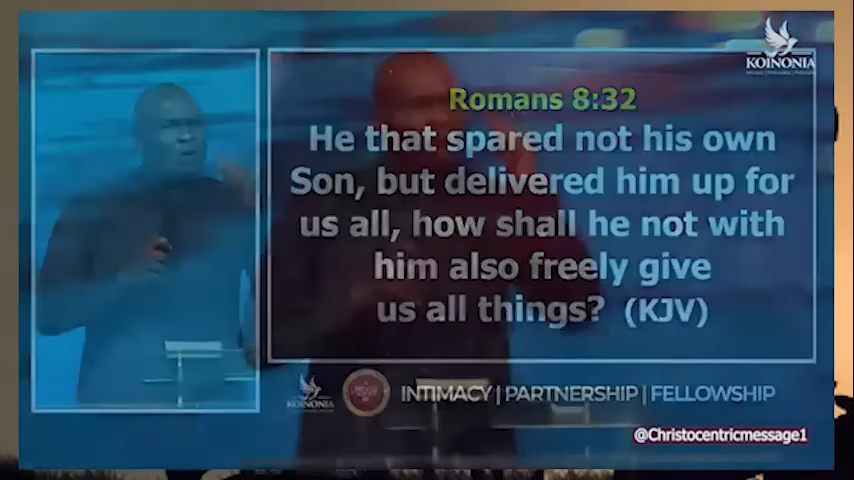 KOINONIA
Romans 8:32
He that spared not his own
Son, but delivered him up for
us all, how shall he not with
him also freely give
us all things? (KJV)
KOINONIA
INTIMACY | PARTNERSHIP | FELLOWSHIP
@Christocentricmessage1